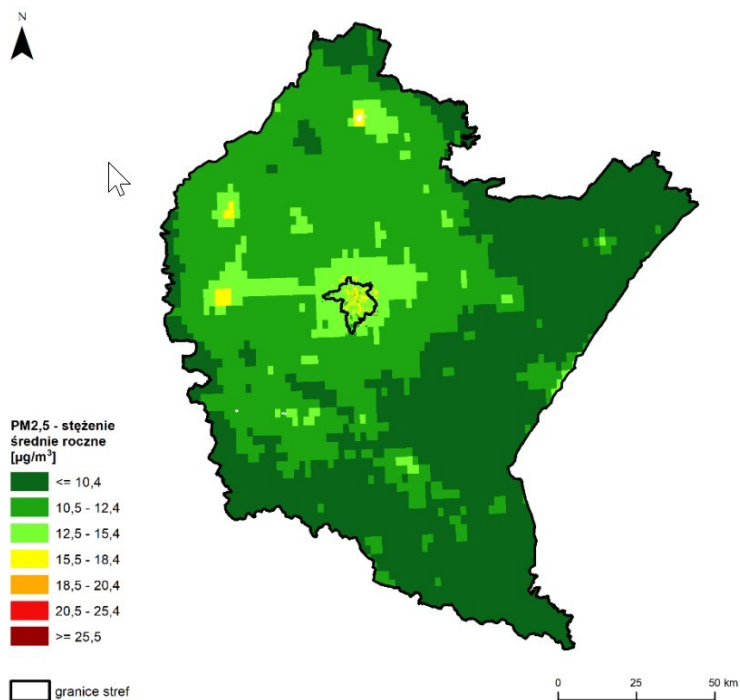 N
PM2,5 - stężenie
średnie roczne
[µg/m³]
<= 10,4
10,5 - 12,4
12,5 - 15,4
15,5 - 18,4
18,5 - 20,4
20,5 - 25,4
>= 25,5
granice stref
0 25 50 km